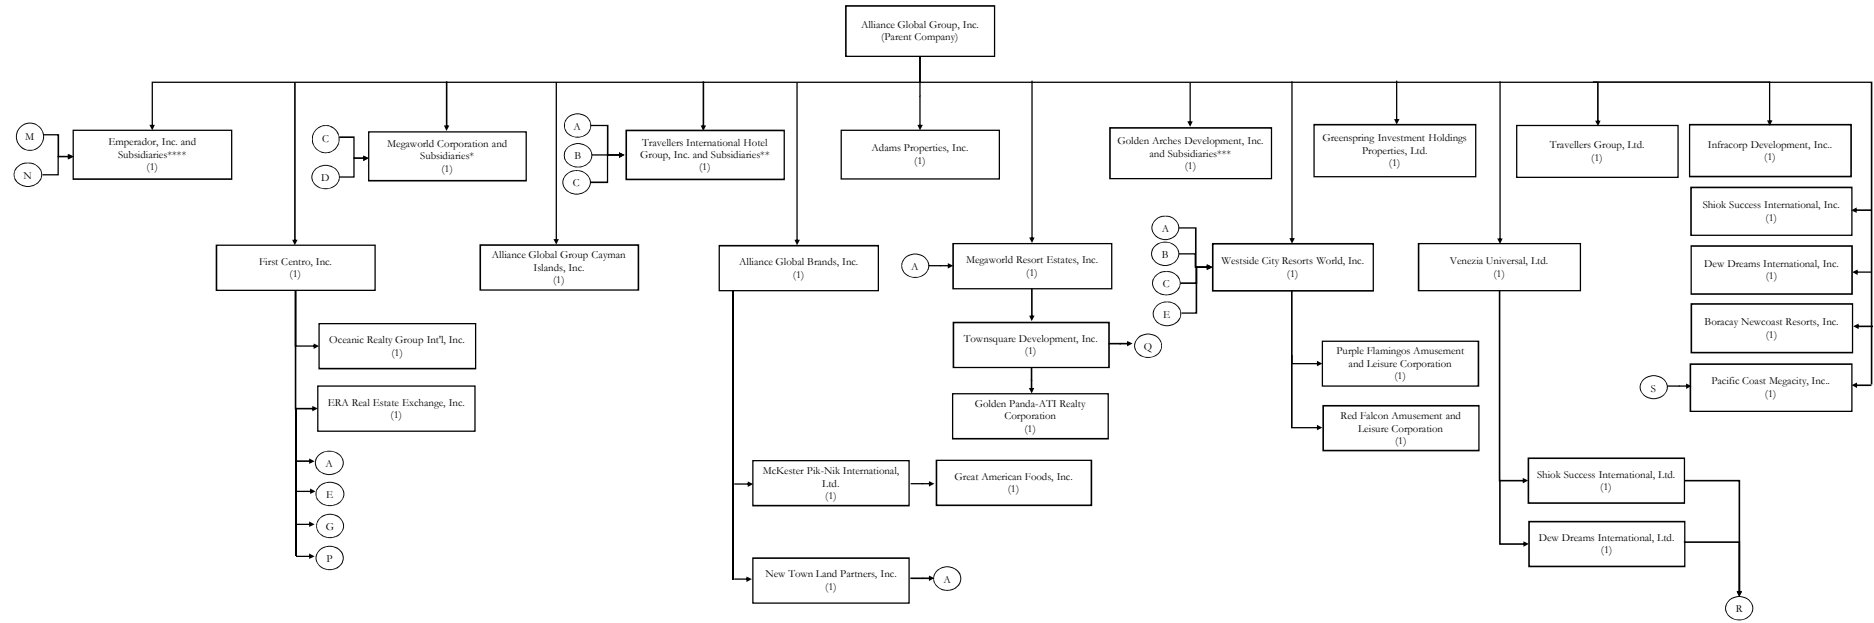 Alliance Global Group, Inc.
(Parent Company)
M
N
Emperador, Inc. and
Subsidiaries****
(1)
C
D
Megaworld Corporation and
Subsidiaries*
(1)
A
B
C
Travellers International Hotel
Group, Inc. and Subsidiaries**
(1)
Adams Properties, Inc.
(1)
Golden Arches Development, Inc.
and Subsidiaries***
(1)
Greenspring Investment Holdings
Properties, Ltd.
(1)
Travellers Group, Ltd.
(1)
Infracorp Development, Inc..
(1)
Shiok Success International, Inc.
(1)
Dew Dreams International, Inc.
(1)
Boracay Newcoast Resorts, Inc.
(1)
S
Pacific Coast Megacity, Inc..
(1)
First Centro, Inc.
(1)
Alliance Global Group Cayman
Islands, Inc.
(1)
Alliance Global Brands, Inc.
(1)
A
Megaworld Resort Estates, Inc.
(1)
A
B
C
E
Westside City Resorts World, Inc.
(1)
Venezia Universal, Ltd.
(1)
Oceanic Realty Group Int'l, Inc.
(1)
ERA Real Estate Exchange, Inc.
(1)
A
E
G
P
Townsquare Development, Inc.
(1)
Q
Golden Panda-ATI Realty
Corporation
(1)
Purple Flamingos Amusement
and Leisure Corporation
(1)
Red Falcon Amusement and
Leisure Corporation
(1)
McKester Pik-Nik International,
Ltd.
(1)
Great American Foods, Inc.
(1)
New Town Land Partners, Inc.
(1)
A
Shiok Success International, Ltd.
(1)
Dew Dreams International, Ltd.
(1)
R